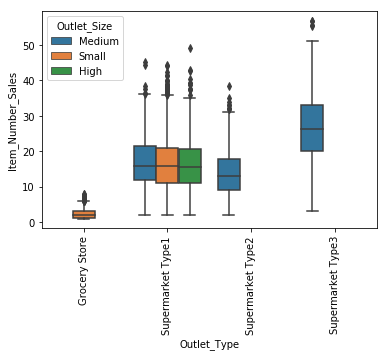 Outlet_Size
Medium
Small
High
Item_Number_Sales
50
40
30
20
10
0
Grocery Store
Supermarket Type1
Supermarket Type2
Supermarket Type3
Outlet_Type